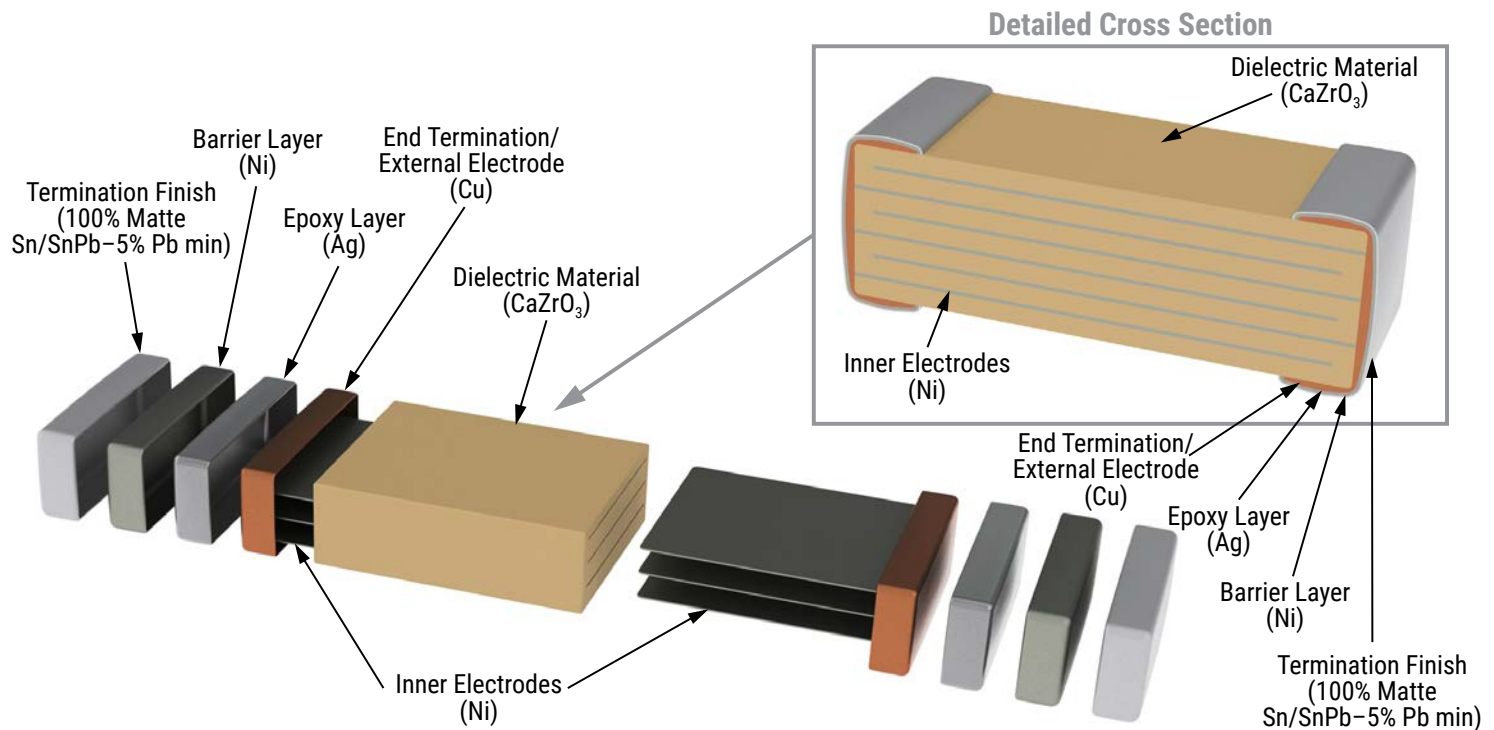 Detailed Cross Section
Dielectric Material
(CaZrO₃)
Inner Electrodes
(Ni)
End Termination/
External Electrode
(Cu)
Epoxy Layer
(Ag)
Barrier Layer
(Ni)
Termination Finish
(100% Matte
Sn/SnPb–5% Pb min)
Termination Finish
(100% Matte
Sn/SnPb–5% Pb min)
Barrier Layer
(Ni)
Epoxy Layer
(Ag)
End Termination/
External Electrode
(Cu)
Dielectric Material
(CaZrO₃)
Inner Electrodes
(Ni)